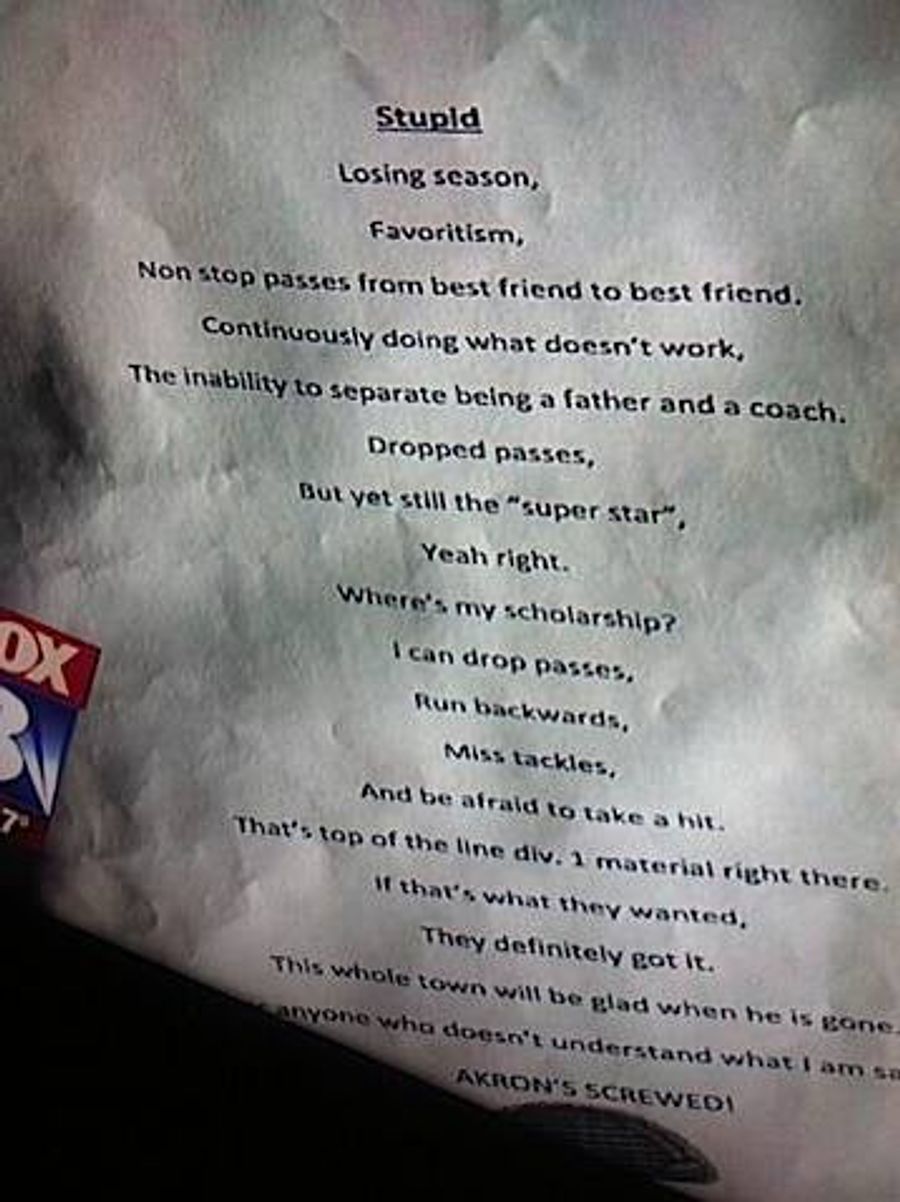 Stupid
Losing season,
Favoritism,
Non stop passes from best friend to best friend.
Continuously doing what doesn't work,
The inability to separate being a father and a coach.
Dropped passes,
But yet still the "super star",
Yeah right.
Where's my scholarship?
I can drop passes,
Run backwards,
Miss tackles,
And be afraid to take a hit.
That's top of the line div. 1 material right there.
If that's what they wanted,
They definitely got it.
This whole town will be glad when he is gone.
anyone who doesn't understand what I am
AKRON'S SCREWED!
OX
8